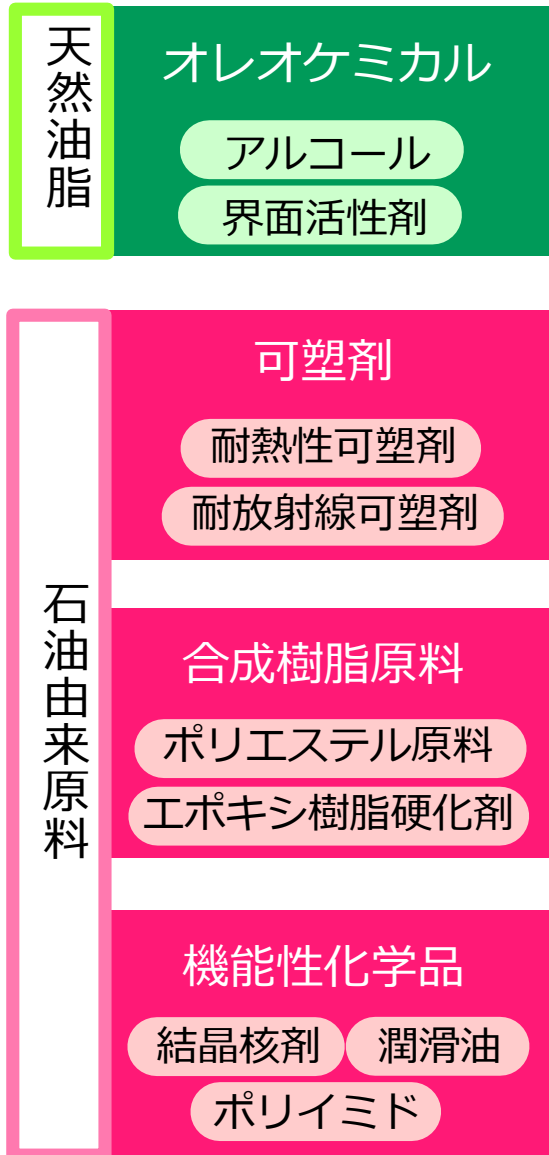 天然油脂
オレオケミカル
アルコール
界面活性剤
石油由来原料
可塑剤
耐熱性可塑剤
耐放射線可塑剤
合成樹脂原料
ポリエステル原料
エポキシ樹脂硬化剤
機能性化学品
結晶核剤 潤滑油
ポリイミド